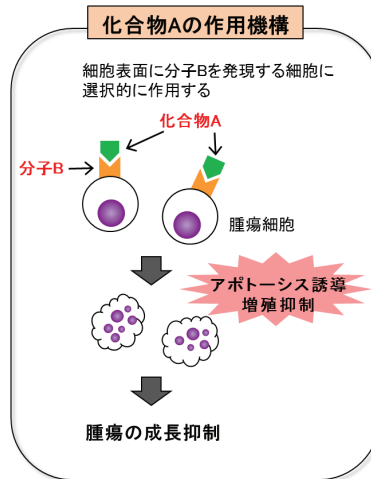 化合物Aの作用機構
細胞表面に分子Bを発現する細胞に
選択的に作用する
化合物A
分子B
腫瘍細胞
アポトーシス誘導
増殖抑制
腫瘍の成長抑制